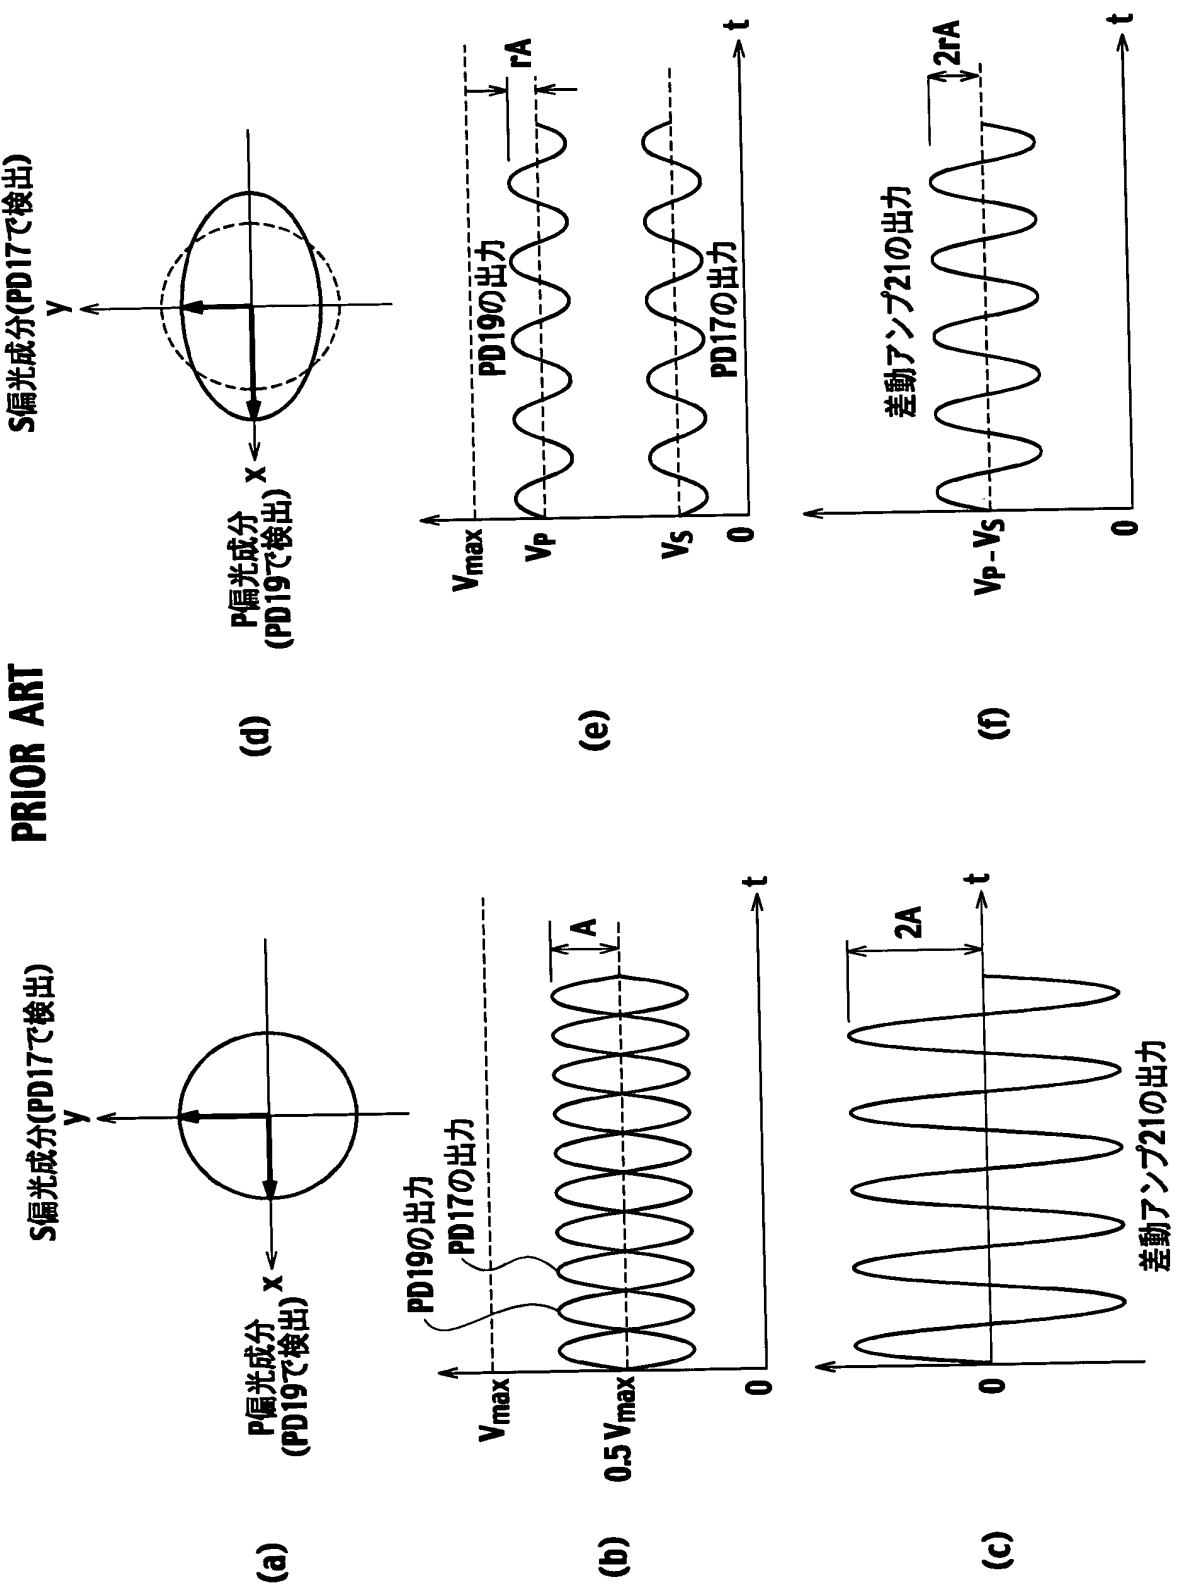 PRIOR ART
(a)
S偏光成分(PD17で検出)
y
x
P偏光成分
(PD19で検出)
(b)
PD19の出力
PD17の出力
Vmax
0.5 Vmax
0
A
t
(c)
2A
t
0
差動アンプ21の出力
(d)
S偏光成分(PD17で検出)
y
x
P偏光成分
(PD19で検出)
(e)
Vmax
VP
VS
0
PD19の出力
PD17の出力
rA
t
(f)
差動アンプ21の出力
VP - VS
0
2rA
t